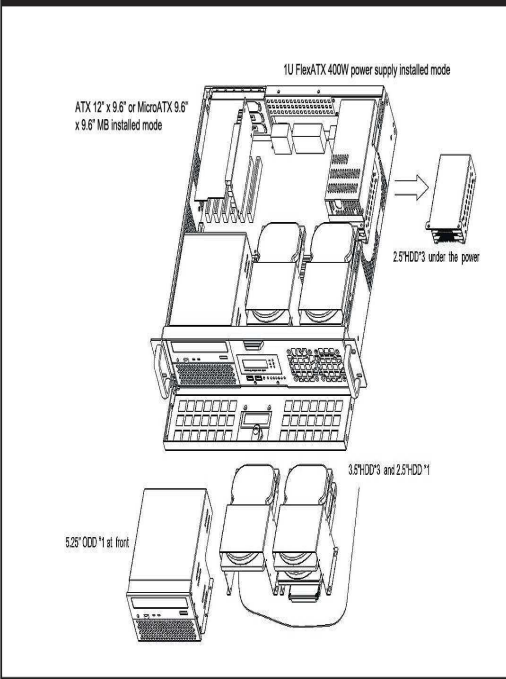 1U FlexATX 400W power supply installed mode
ATX 12" x 9.6" or MicroATX 9.6"
x 9.6" MB installed mode
2.5"HDD*3 under the power
3.5"HDD*3 and 2.5"HDD *1
5.25" ODD *1 at front